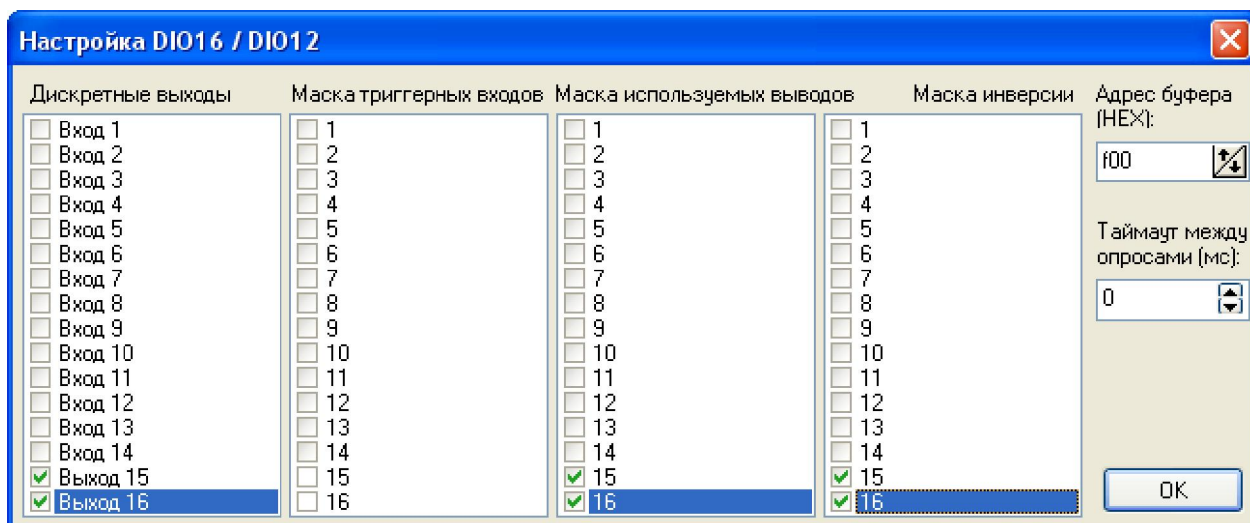 Настройка DIO16 / DIO12
Дискретные выходы
Вход 1
Вход 2
Вход 3
Вход 4
Вход 5
Вход 6
Вход 7
Вход 8
Вход 9
Вход 10
Вход 11
Вход 12
Вход 13
Вход 14
Выход 15
Выход 16
Маска триггерных входов
1
2
3
4
5
6
7
8
9
10
11
12
13
14
15
16
Маска используемых выводов
1
2
3
4
5
6
7
8
9
10
11
12
13
14
15
16
Маска инверсии
1
2
3
4
5
6
7
8
9
10
11
12
13
14
15
16
Адрес буфера
(HEX):
f00
Таймаут между
опросами (мс):
0
OK